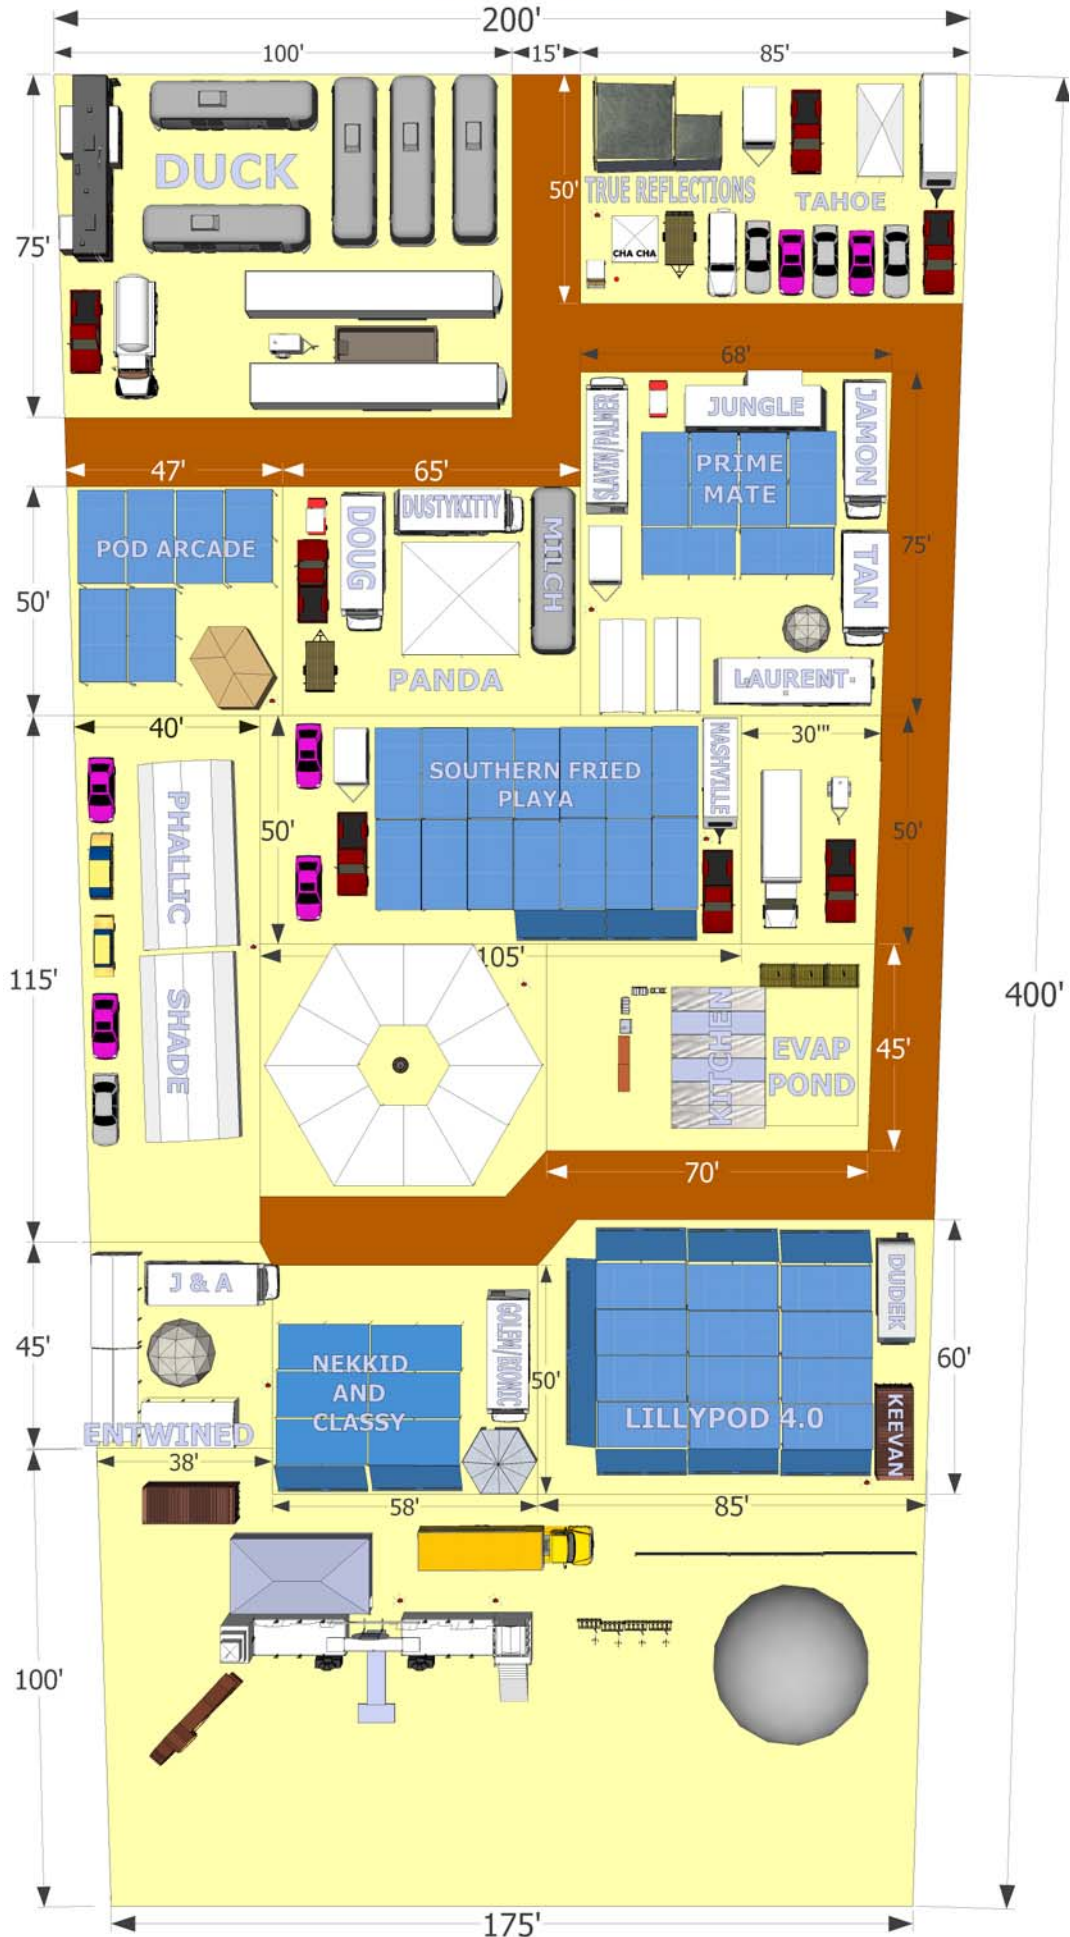 200'
100'
15'
85'
DUCK
75'
50'
TRUE REFLECTIONS
TAHOE
CHA CHA
68'
47'
65'
SLAVIN/PALMER
JUNGLE
JAMON
PRIME
MATE
POD ARCADE
DOUG
DUSTYKITTY
MILCH
TAN
75'
50'
PANDA
LAURENT
40'
30'"
PHALLIC
50'
SOUTHERN FRIED
PLAYA
NASHVILLE
50'
115'
105'
SHADE
KITCHEN
EVAP
POND
45'
400'
70'
J & A
45'
NEKKID
AND
CLASSY
GOLEM/BIONIC
50'
DUDEK
60'
LILLYPOD 4.0
KEEVAN
ENTWINED
38'
58'
85'
100'
175'